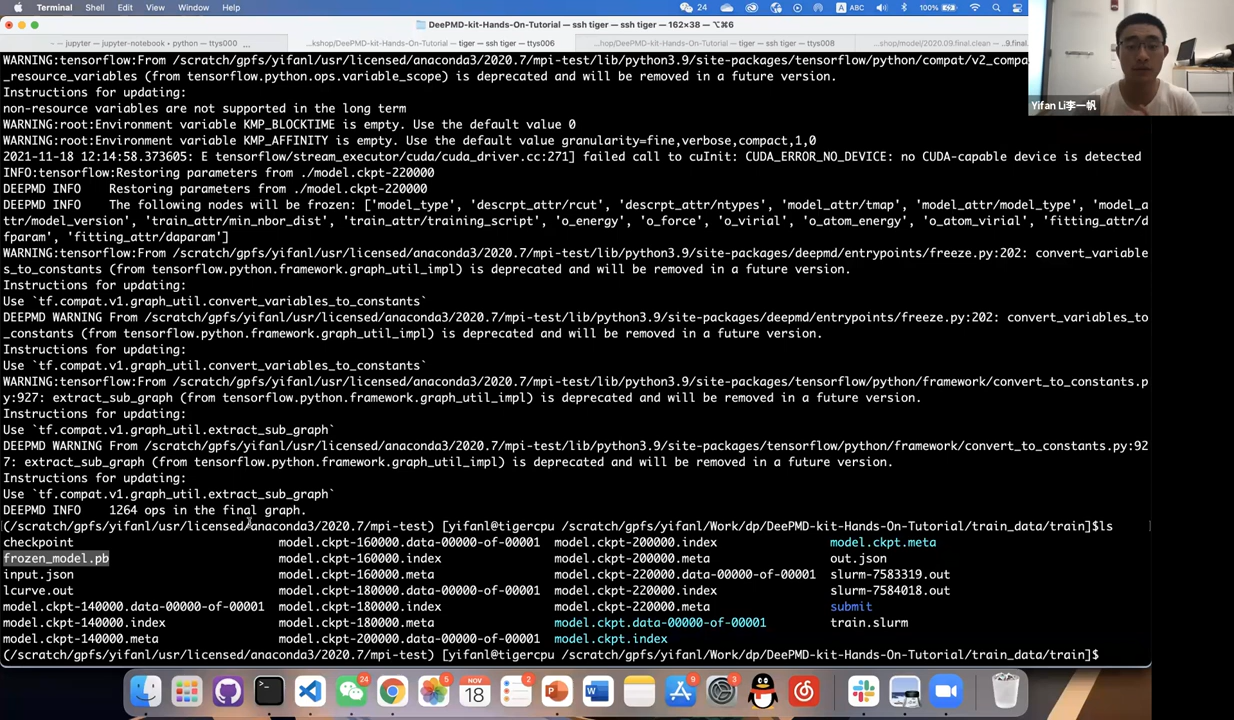 Terminal Shell Edit View Window Help 24 ABC 100%
DeePMD-kit-Hands-On-Tutorial — ssh tiger — ssh tiger — 162×38 — ⌥⌘6
~ — jupyter — jupyter-notebook • python — ttys000 ... ...kshop/DeePMD-kit-Hands-On-Tutorial — tiger — ssh tiger — ttys006 ...hop/DeePMD-kit-Hands-On-Tutorial — tiger — ssh tiger — ttys008 ...shop/model/2020.09.final.clean — ...9.final.
WARNING:tensorflow:From /scratch/gpfs/yifanl/usr/licensed/anaconda3/2020.7/mpi-test/lib/python3.9/site-packages/tensorflow/python/compat/v2_compa
_resource_variables (from tensorflow.python.ops.variable_scope) is deprecated and will be removed in a future version.
Instructions for updating:
non-resource variables are not supported in the long term
WARNING:root:Environment variable KMP_BLOCKTIME is empty. Use the default value 0
WARNING:root:Environment variable KMP_AFFINITY is empty. Use the default value granularity=fine,verbose,compact,1,0
2021-11-18 12:14:58.373605: E tensorflow/stream_executor/cuda/cuda_driver.cc:271] failed call to cuInit: CUDA_ERROR_NO_DEVICE: no CUDA-capable device is detected
INFO:tensorflow:Restoring parameters from ./model.ckpt-220000
DEEPMD INFO    Restoring parameters from ./model.ckpt-220000
DEEPMD INFO    The following nodes will be frozen: ['model_type', 'descrpt_attr/rcut', 'descrpt_attr/ntypes', 'model_attr/tmap', 'model_attr/model_type', 'model_a
ttr/model_version', 'train_attr/min_nbor_dist', 'train_attr/training_script', 'o_energy', 'o_force', 'o_virial', 'o_atom_energy', 'o_atom_virial', 'fitting_attr/d
fparam', 'fitting_attr/daparam']
WARNING:tensorflow:From /scratch/gpfs/yifanl/usr/licensed/anaconda3/2020.7/mpi-test/lib/python3.9/site-packages/deepmd/entrypoints/freeze.py:202: convert_variable
s_to_constants (from tensorflow.python.framework.graph_util_impl) is deprecated and will be removed in a future version.
Instructions for updating:
Use `tf.compat.v1.graph_util.convert_variables_to_constants`
DEEPMD WARNING From /scratch/gpfs/yifanl/usr/licensed/anaconda3/2020.7/mpi-test/lib/python3.9/site-packages/deepmd/entrypoints/freeze.py:202: convert_variables_to
_constants (from tensorflow.python.framework.graph_util_impl) is deprecated and will be removed in a future version.
Instructions for updating:
Use `tf.compat.v1.graph_util.convert_variables_to_constants`
WARNING:tensorflow:From /scratch/gpfs/yifanl/usr/licensed/anaconda3/2020.7/mpi-test/lib/python3.9/site-packages/tensorflow/python/framework/convert_to_constants.p
y:927: extract_sub_graph (from tensorflow.python.framework.graph_util_impl) is deprecated and will be removed in a future version.
Instructions for updating:
Use `tf.compat.v1.graph_util.extract_sub_graph`
DEEPMD WARNING From /scratch/gpfs/yifanl/usr/licensed/anaconda3/2020.7/mpi-test/lib/python3.9/site-packages/tensorflow/python/framework/convert_to_constants.py:92
7: extract_sub_graph (from tensorflow.python.framework.graph_util_impl) is deprecated and will be removed in a future version.
Instructions for updating:
Use `tf.compat.v1.graph_util.extract_sub_graph`
DEEPMD INFO    1264 ops in the final graph.
(/scratch/gpfs/yifanl/usr/licensed/anaconda3/2020.7/mpi-test) [yifanl@tigercpu /scratch/gpfs/yifanl/Work/dp/DeePMD-kit-Hands-On-Tutorial/train_data/train]$ls
checkpoint model.ckpt-160000.data-00000-of-00001 model.ckpt-200000.index model.ckpt.meta
frozen_model.pb model.ckpt-160000.index model.ckpt-200000.meta out.json
input.json model.ckpt-160000.meta model.ckpt-220000.data-00000-of-00001 slurm-7583319.out
lcurve.out model.ckpt-180000.data-00000-of-00001 model.ckpt-220000.index slurm-7584018.out
model.ckpt-140000.data-00000-of-00001 model.ckpt-180000.index model.ckpt-220000.meta submit
model.ckpt-140000.index model.ckpt-180000.meta model.ckpt.data-00000-of-00001 train.slurm
model.ckpt-140000.meta model.ckpt-200000.data-00000-of-00001 model.ckpt.index
(/scratch/gpfs/yifanl/usr/licensed/anaconda3/2020.7/mpi-test) [yifanl@tigercpu /scratch/gpfs/yifanl/Work/dp/DeePMD-kit-Hands-On-Tutorial/train_data/train]$
Yifan Li李一帆
24 5 NOV 18 2 9 3